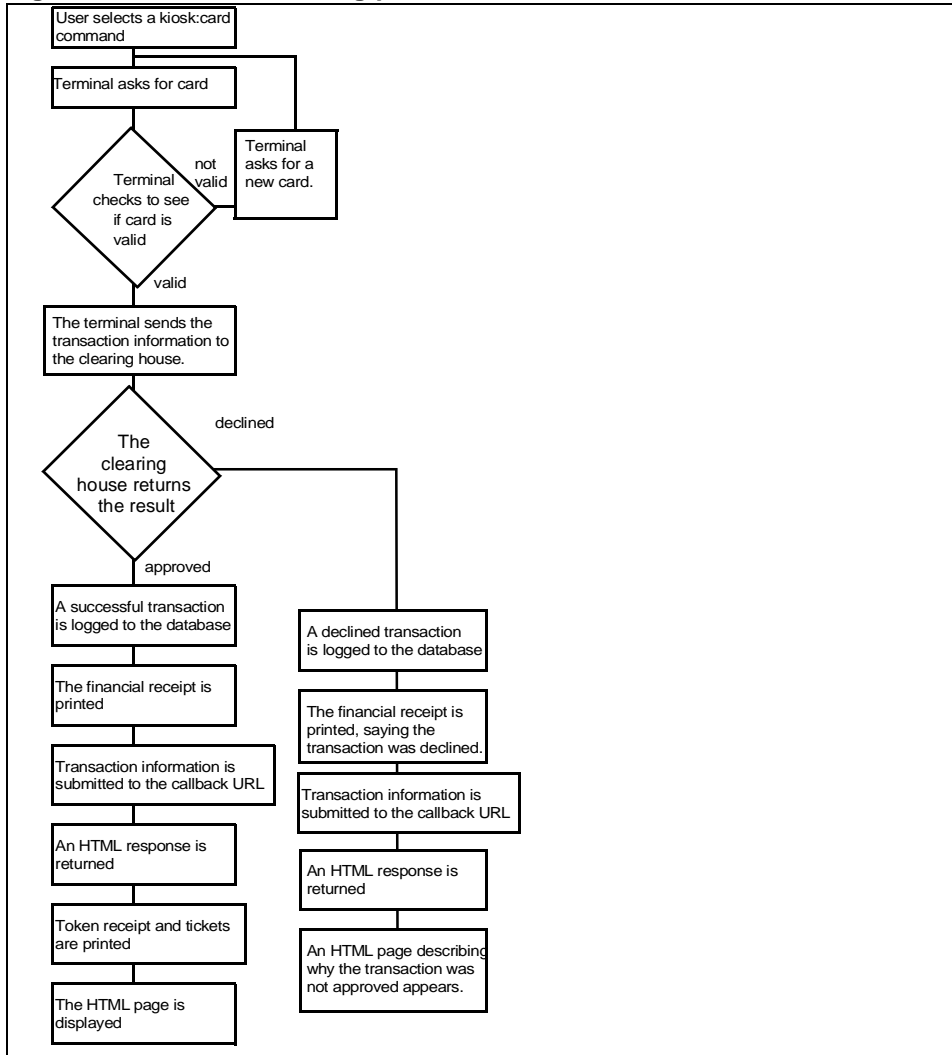 User selects a kiosk:card
command
Terminal asks for card
Terminal
asks for a
new card.
not
valid
Terminal
checks to see
if card is
valid
valid
The terminal sends the
transaction information to
the clearing house.
declined
The
clearing
house returns
the result
approved
A successful transaction
is logged to the database
The financial receipt is
printed
Transaction information is
submitted to the callback URL
An HTML response is
returned
Token receipt and tickets
are printed
The HTML page is
displayed
A declined transaction
is logged to the database
The financial receipt is
printed, saying the
transaction was declined.
Transaction information is
submitted to the callback URL
An HTML response is
returned
An HTML page describing
why the transaction was
not approved appears.